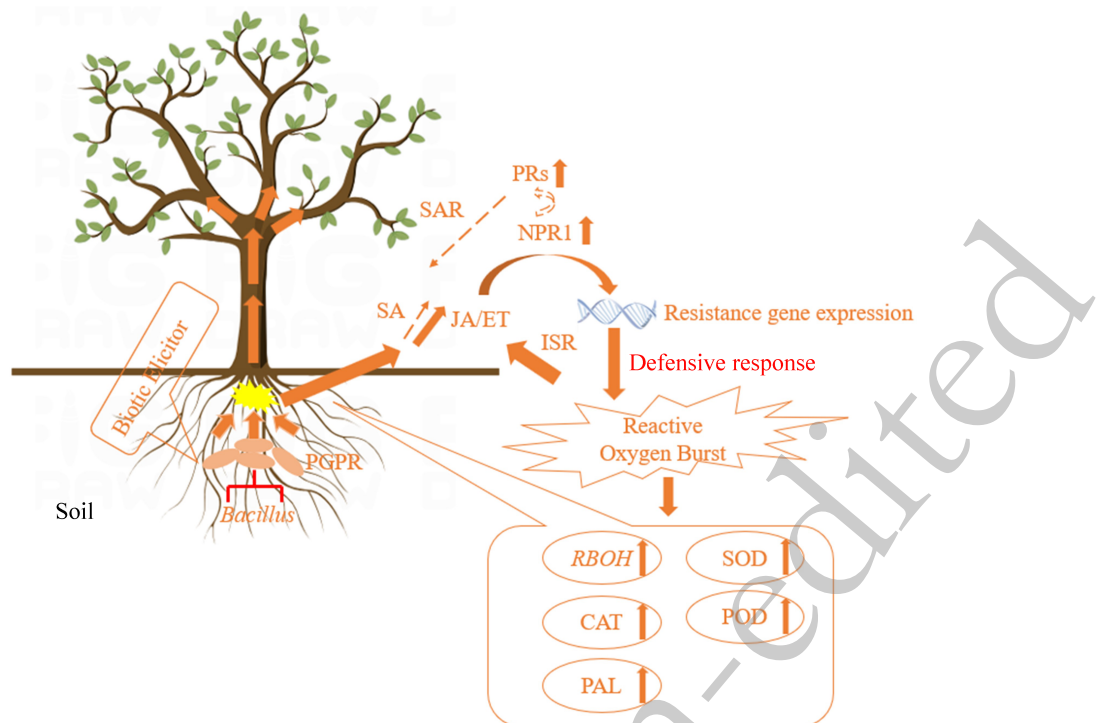 PRs
SAR
NPR1
SA
JA/ET
Resistance gene expression
ISR
Defensive response
Biotic Elicitor
Reactive
Oxygen Burst
PGPR
Soil
Bacillus
RBOH
SOD
CAT
POD
PAL
-edited